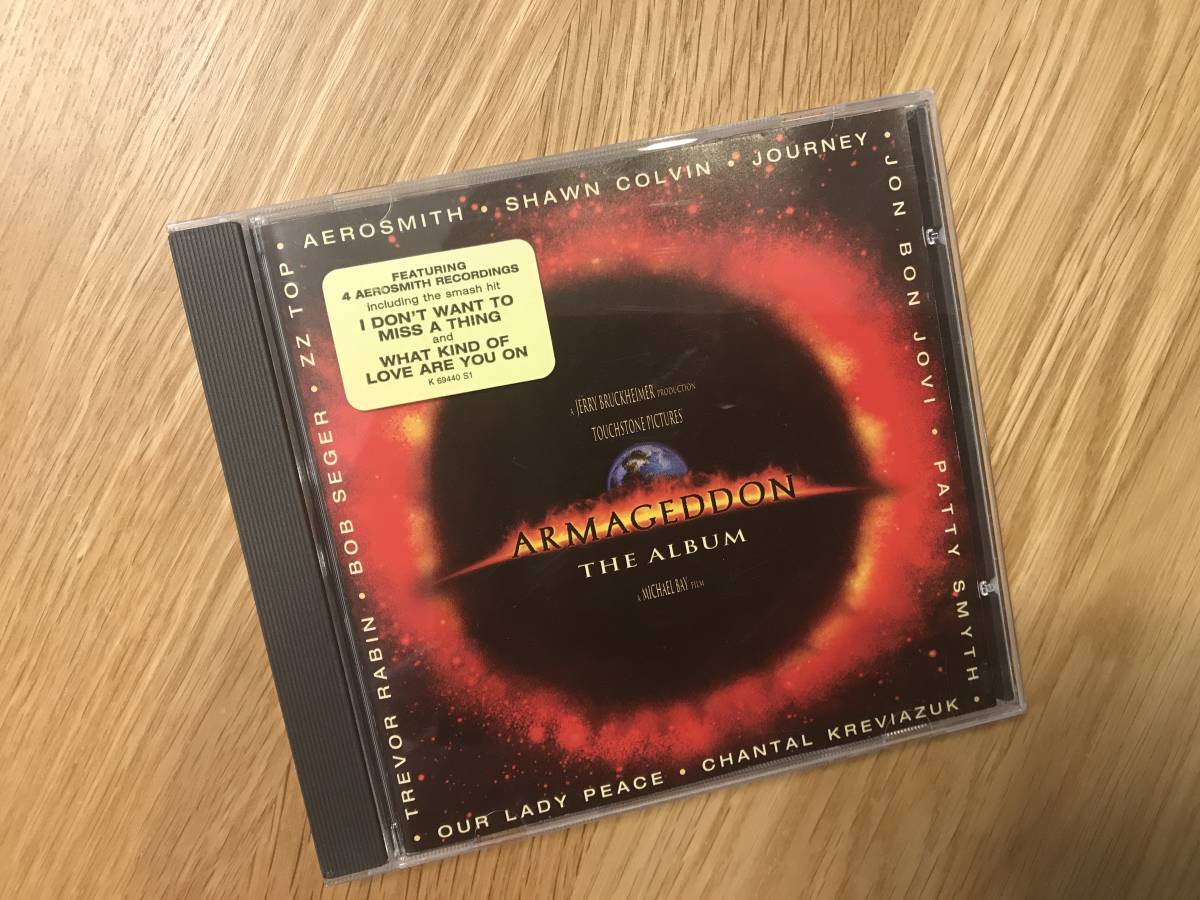 • AEROSMITH • SHAWN COLVIN • JOURNEY •
JON BON JOVI • PATTY SMYTH •
• OUR LADY PEACE • CHANTAL KREVIAZUK
TREVOR RABIN • BOB SEGER • ZZ TOP
FEATURING
4 AEROSMITH RECORDINGS
including the smash hit
I DON'T WANT TO
MISS A THING
and
WHAT KIND OF
LOVE ARE YOU ON
K 69440 S1
A JERRY BRUCKHEIMER PRODUCTION
TOUCHSTONE PICTURES
ARMAGEDDON
THE ALBUM
A MICHAEL BAY FILM